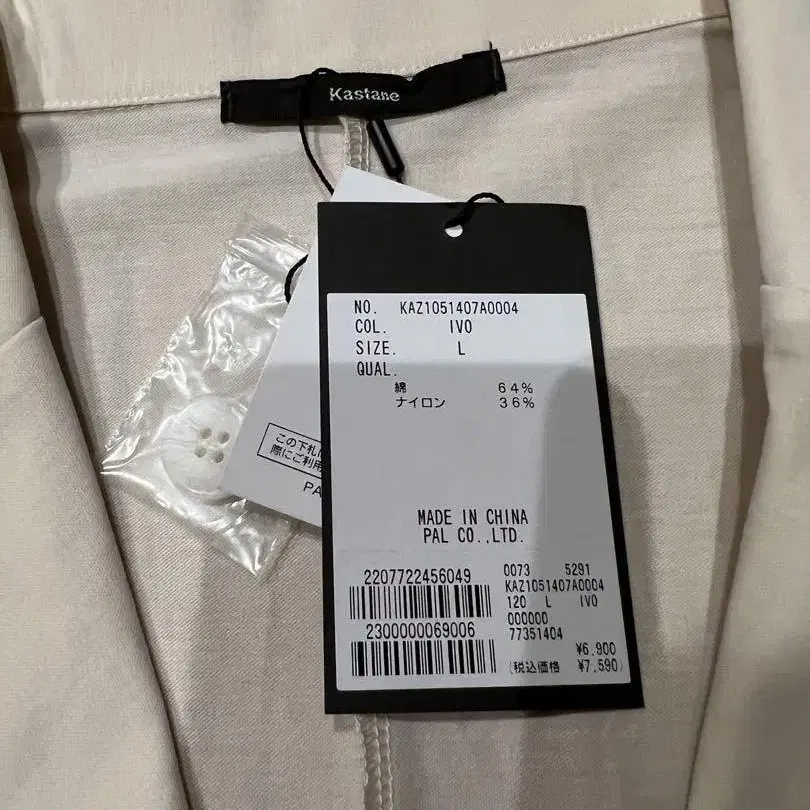 Kastane
NO. KAZ1051407A0004
COL. IVO
SIZE. L
QUAL.
綿 64%
ナイロン 36%
MADE IN CHINA
PAL CO.,LTD.
2207722456049
2300000069006
0073 5291
KAZ1051407A0004
120 L IVO
000000
77351404
¥6,900
(税込価格 ¥7,590)
この下札は
際にご利用
PA